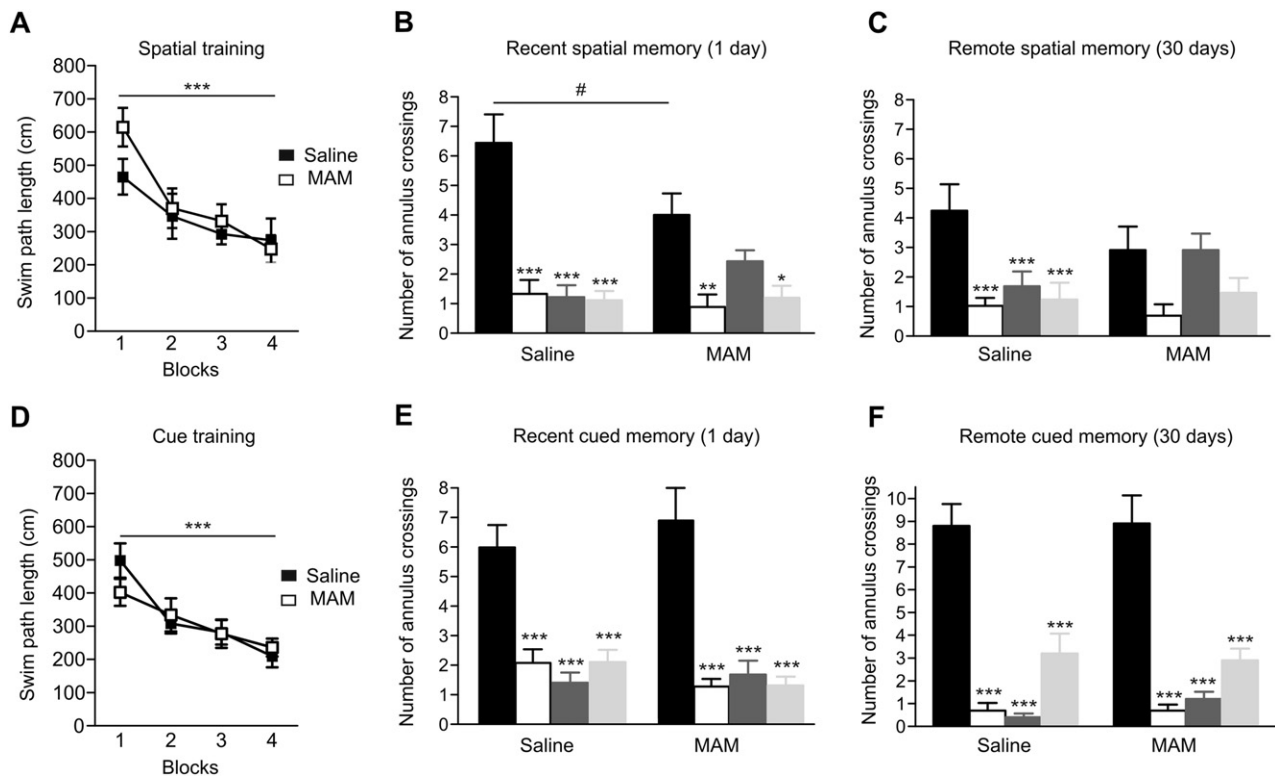 A
Spatial training
800
700
600
500
400
300
200
100
0
***
Swim path length (cm)
Saline
MAM
1 2 3 4
Blocks
B
Recent spatial memory (1 day)
8
7
6
5
4
3
2
1
0
#
Number of annulus crossings
*** *** ***
** *
Saline MAM
C
Remote spatial memory (30 days)
8
7
6
5
4
3
2
1
0
Number of annulus crossings
*** *** ***
Saline MAM
D
Cue training
800
700
600
500
400
300
200
100
0
***
Swim path length (cm)
Saline
MAM
1 2 3 4
Blocks
E
Recent cued memory (1 day)
8
7
6
5
4
3
2
1
0
Number of annulus crossings
*** *** ***
*** *** ***
Saline MAM
F
Remote cued memory (30 days)
10
9
8
7
6
5
4
3
2
1
0
Number of annulus crossings
*** *** ***
*** *** ***
Saline MAM